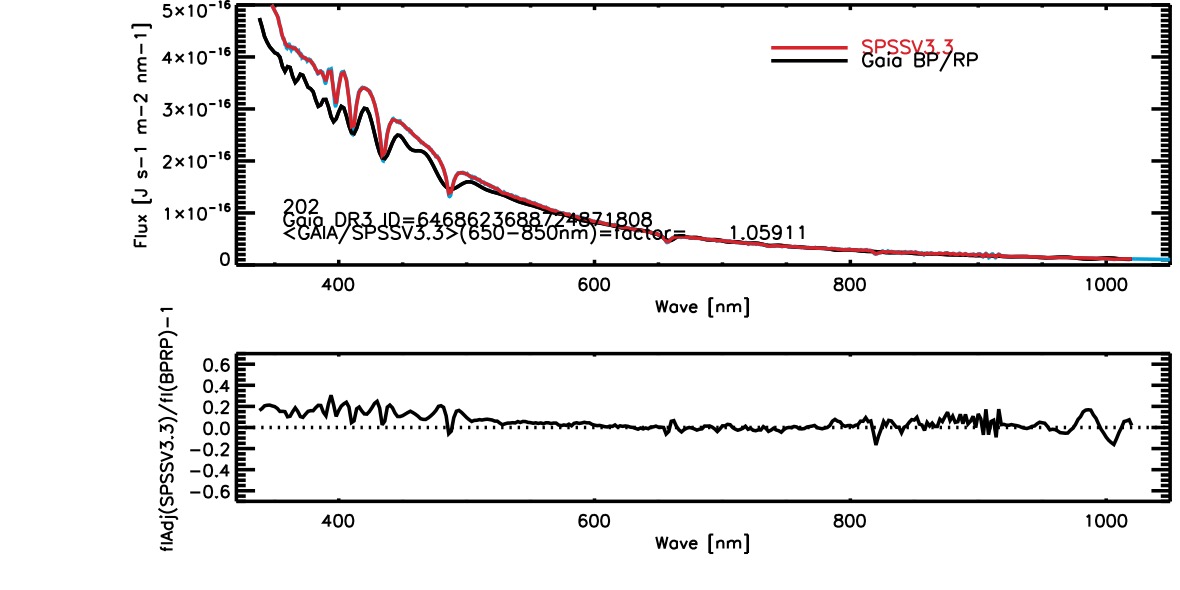 5×10−16
4×10−16
3×10−16
2×10−16
1×10−16
0
Flux [J s−1 m−2 nm−1]
SPSSV3.3
Gaia BP/RP
202
Gaia DR3 ID=6468623688724871808
<GAIA/SPSSV3.3>(650−850nm)=factor= 1.05911
400 600 800 1000
Wave [nm]
flAdj(SPSSV3.3)/fl(BPRP)−1
0.6
0.4
0.2
0.0
−0.2
−0.4
−0.6
400 600 800 1000
Wave [nm]